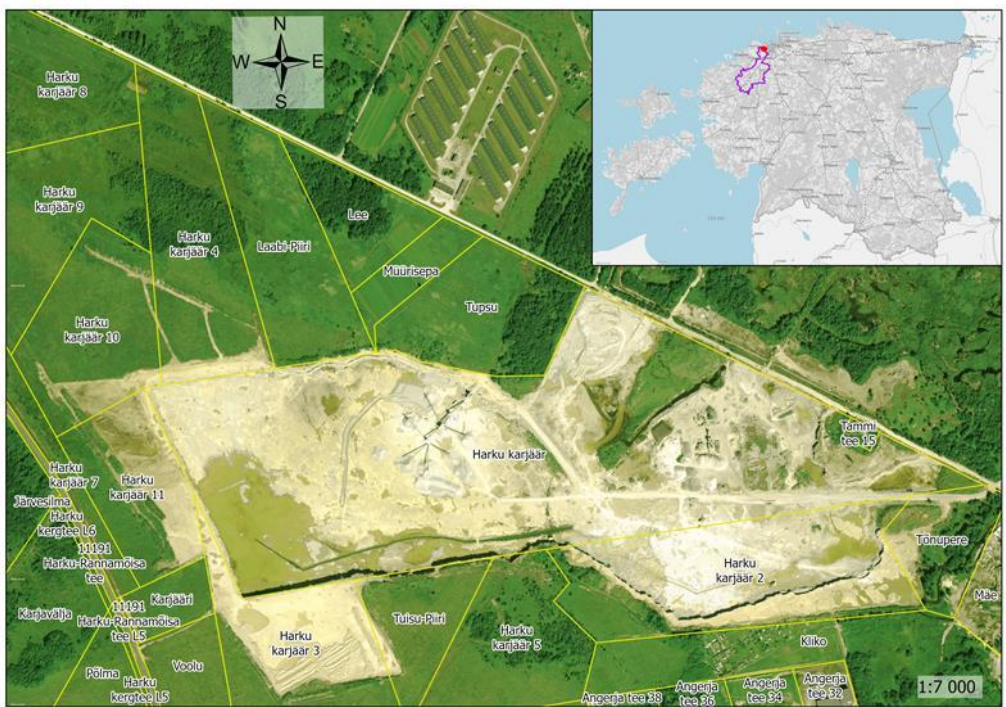 N
W E
S
Harku
karjäär 8
Harku
karjäär 9
Harku
karjäär 4
Laabi-Piiri
Lee
Müürisepa
Tupsu
Harku
karjäär 10
Harku karjäär
Tammi
tee 15
Harku
karjäär 7
Harku
karjäär 11
Järvesilma
Harku
kergtee L6
11191
Harku-Rannamõisa
tee
Tõnupere
Harku
karjäär 2
Mäe
Karjavälja
11191
Harku-Rannamõisa
tee L5
Karjääri
Tuisu-Piiri
Harku
karjäär 5
Kliko
Harku
karjäär 3
Voolu
Põlma
Harku
kergtee L5
Angerja tee 38
Angerja
tee 36
Angerja
tee 34
Angerja
tee 32
1:7 000